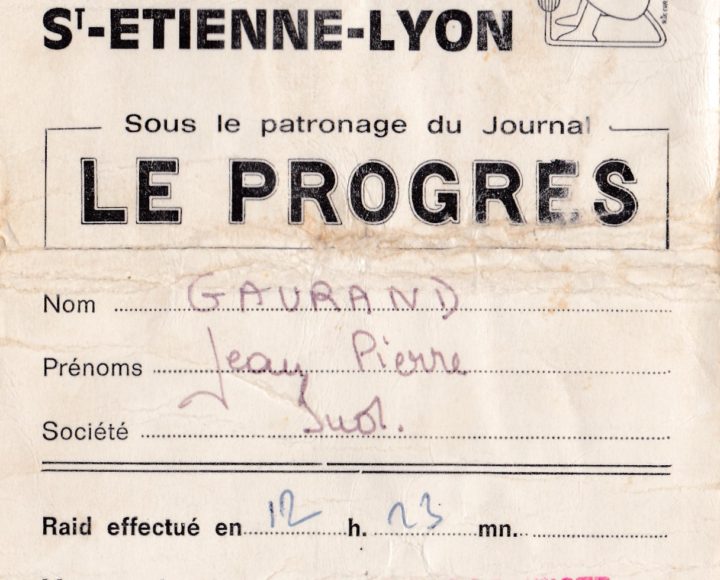 ST-ETIENNE-LYON
Sous le patronage du Journal
LE PROGRES
Nom GAURAND
Prénoms Jean Pierre
Société Indt.
Raid effectué en 12 h. 23 mn.